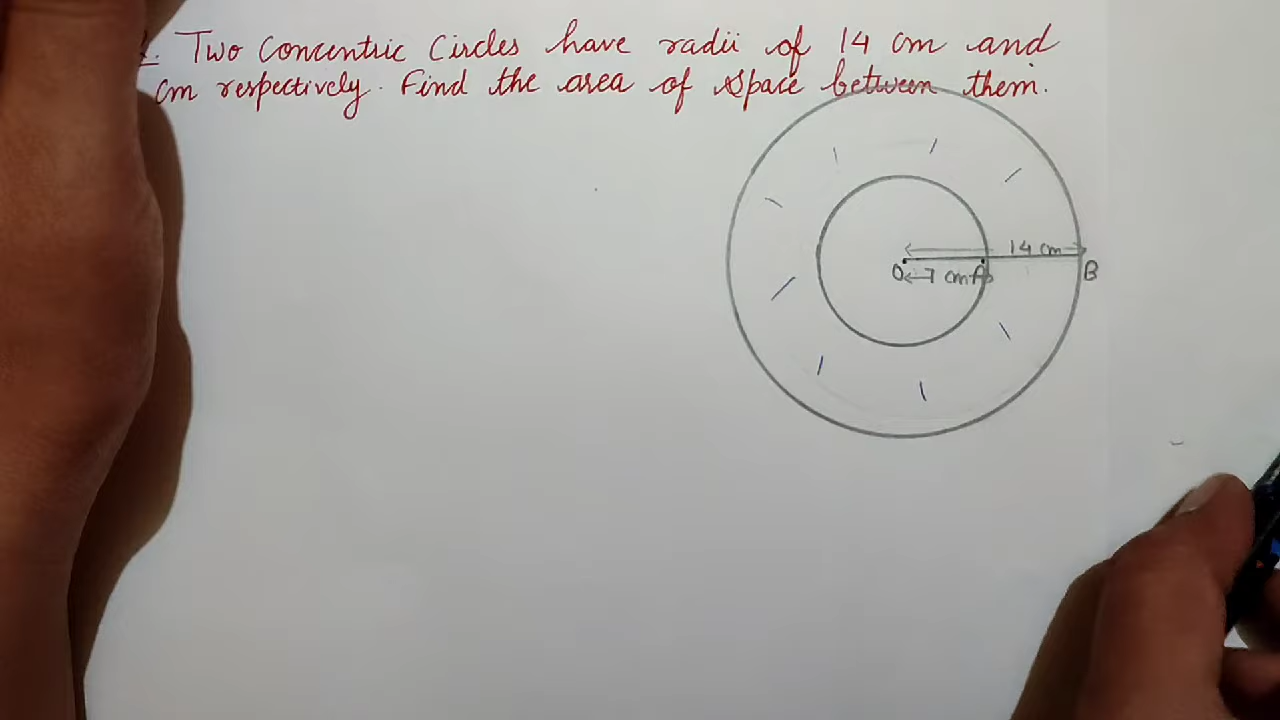 Two Concentric Circles have radii of 14 cm and
cm respectively. Find the area of space between them.
14 cm
O 7 cm A B